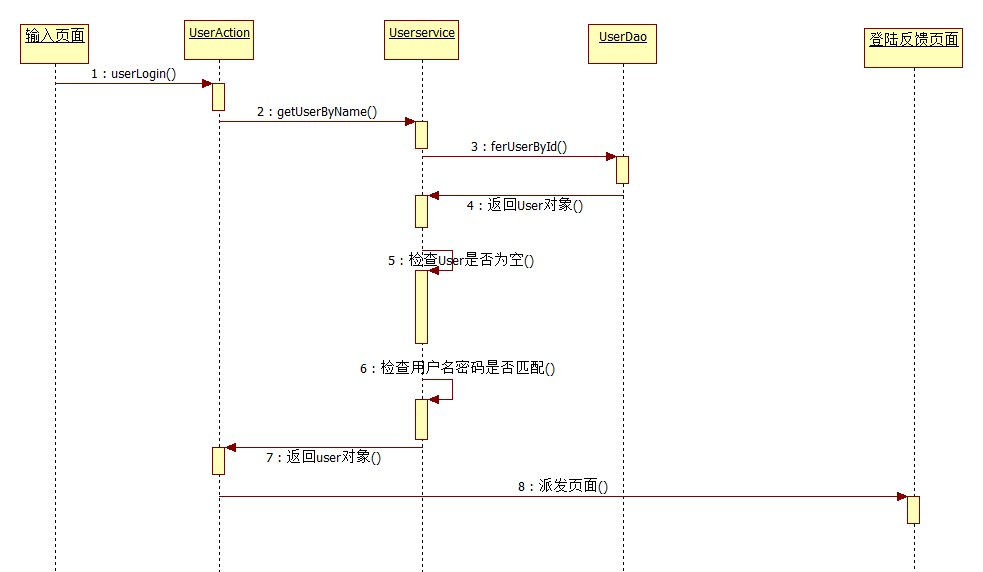 输入页面
UserAction
Userservice
UserDao
登陆反馈页面
1 : userLogin()
2 : getUserByName()
3 : ferUserById()
4 : 返回User对象()
5 : 检查User是否为空()
6 : 检查用户名密码是否匹配()
7 : 返回user对象()
8 : 派发页面()